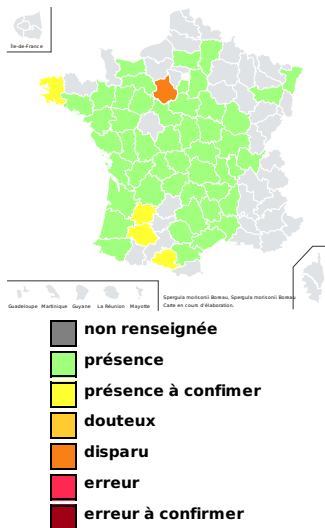 Île-de-France
Guadeloupe Martinique Guyane La Réunion Mayotte
Spergula morisonii Boreau, Spergula morisonii Boreau
Carte en cours d'élaboration.
non renseignée
présence
présence à confimer
douteux
disparu
erreur
erreur à confirmer